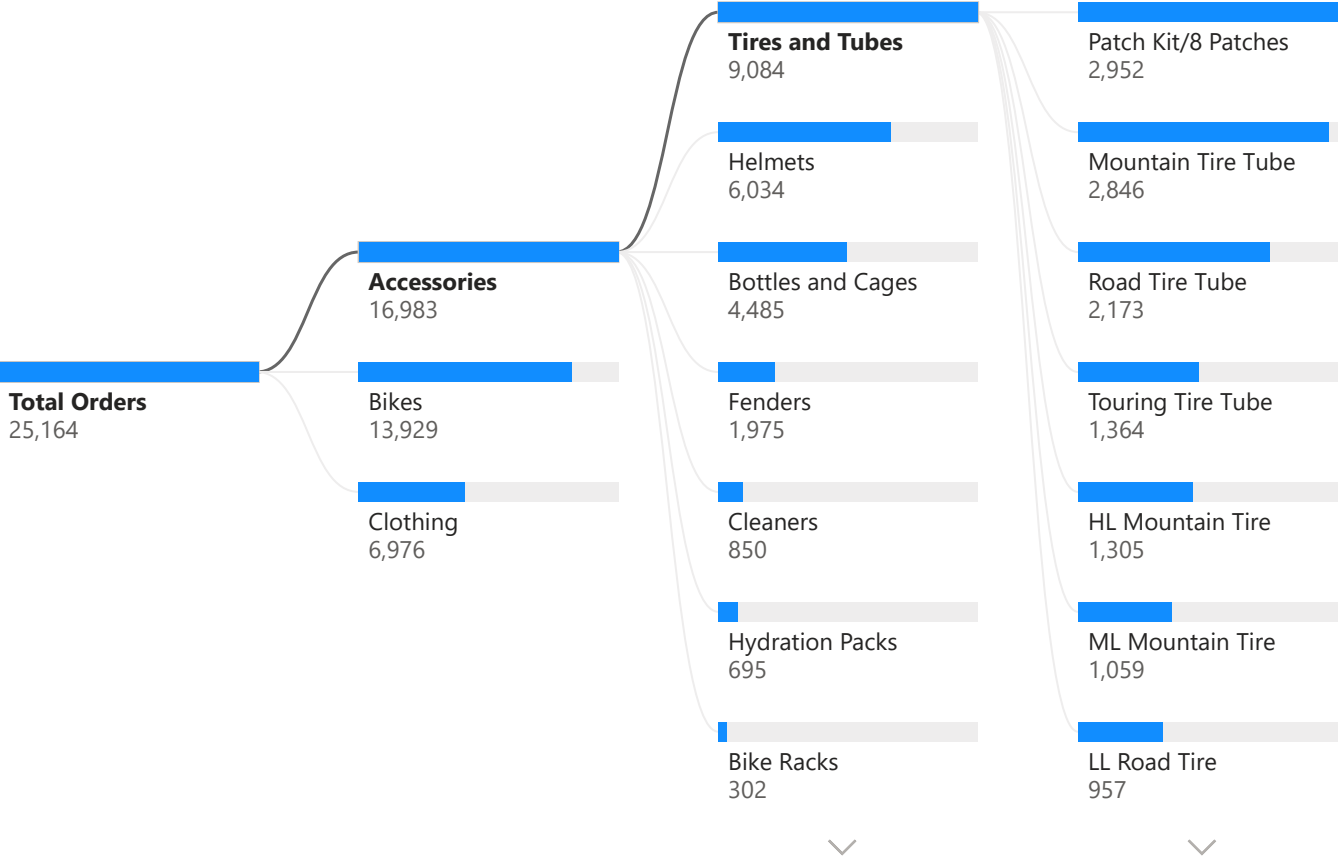 Total Orders
25,164
Accessories
16,983
Bikes
13,929
Clothing
6,976
Tires and Tubes
9,084
Helmets
6,034
Bottles and Cages
4,485
Fenders
1,975
Cleaners
850
Hydration Packs
695
Bike Racks
302
Patch Kit/8 Patches
2,952
Mountain Tire Tube
2,846
Road Tire Tube
2,173
Touring Tire Tube
1,364
HL Mountain Tire
1,305
ML Mountain Tire
1,059
LL Road Tire
957